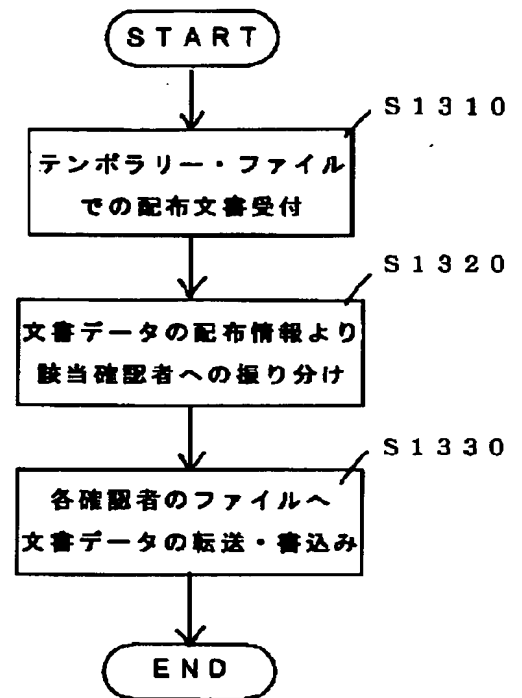 START
S1310
テンポラリー・ファイル
での配布文書受付
S1320
文書データの配布情報より
該当確認者への振り分け
S1330
各確認者のファイルへ
文書データの転送・書込み
END